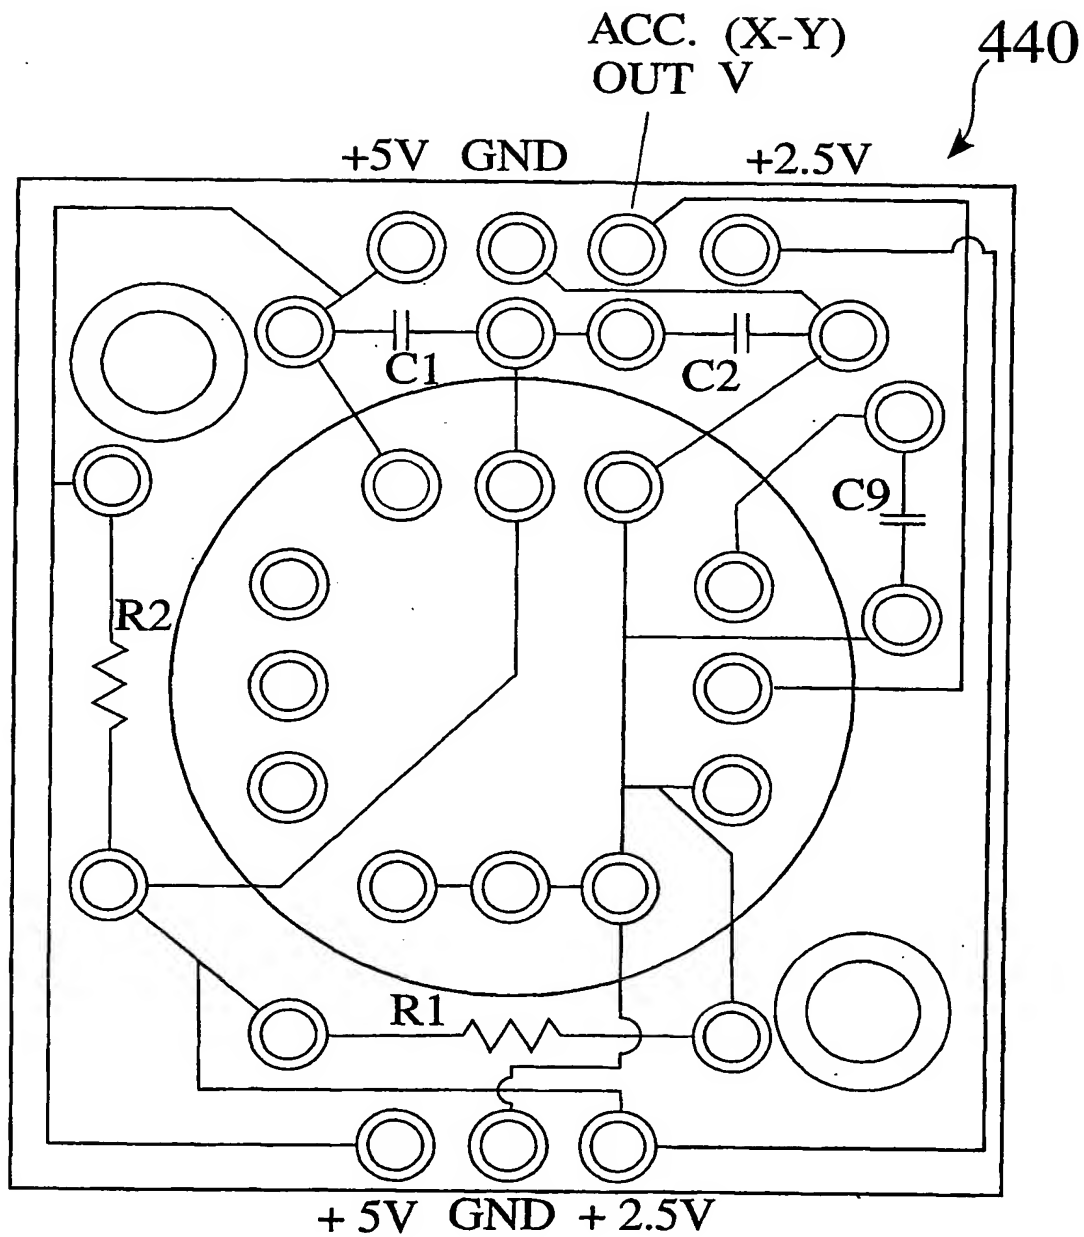 ACC. (X-Y)
OUT V
440
+5V GND +2.5V
C1
C2
C9
R2
R1
+ 5V GND + 2.5V